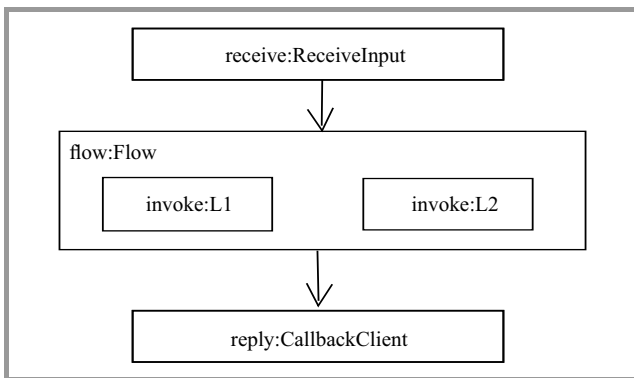 receive:ReceiveInput
flow:Flow
invoke:L1
invoke:L2
reply:CallbackClient